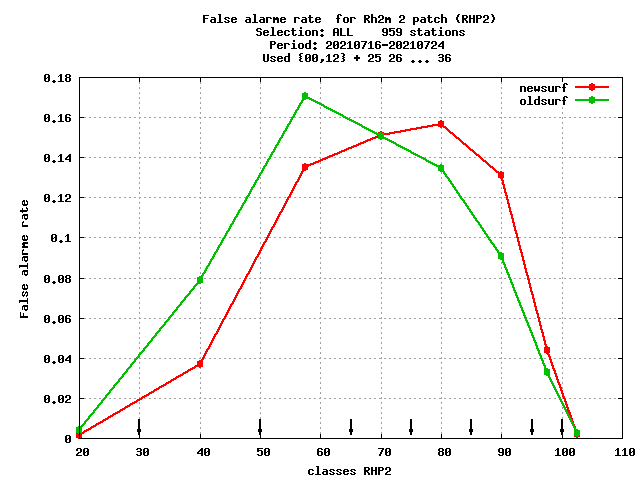 False alarme rate  for Rh2m 2 patch (RHP2)
Selection: ALL    959 stations
Period: 20210716-20210724
Used {00,12} + 25 26 ... 36
newsurf
oldsurf
0.18
0.16
0.14
0.12
0.1
0.08
0.06
0.04
0.02
0
False alarme rate
20 30 40 50 60 70 80 90 100 110
classes RHP2